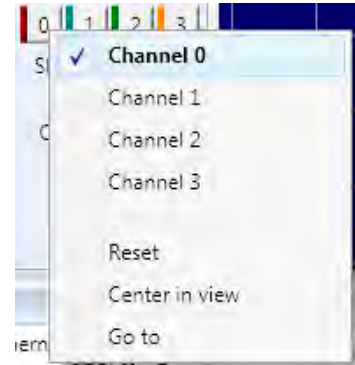 0 1 2 3
Channel 0
Channel 1
Channel 2
Channel 3
Reset
Center in view
Go to